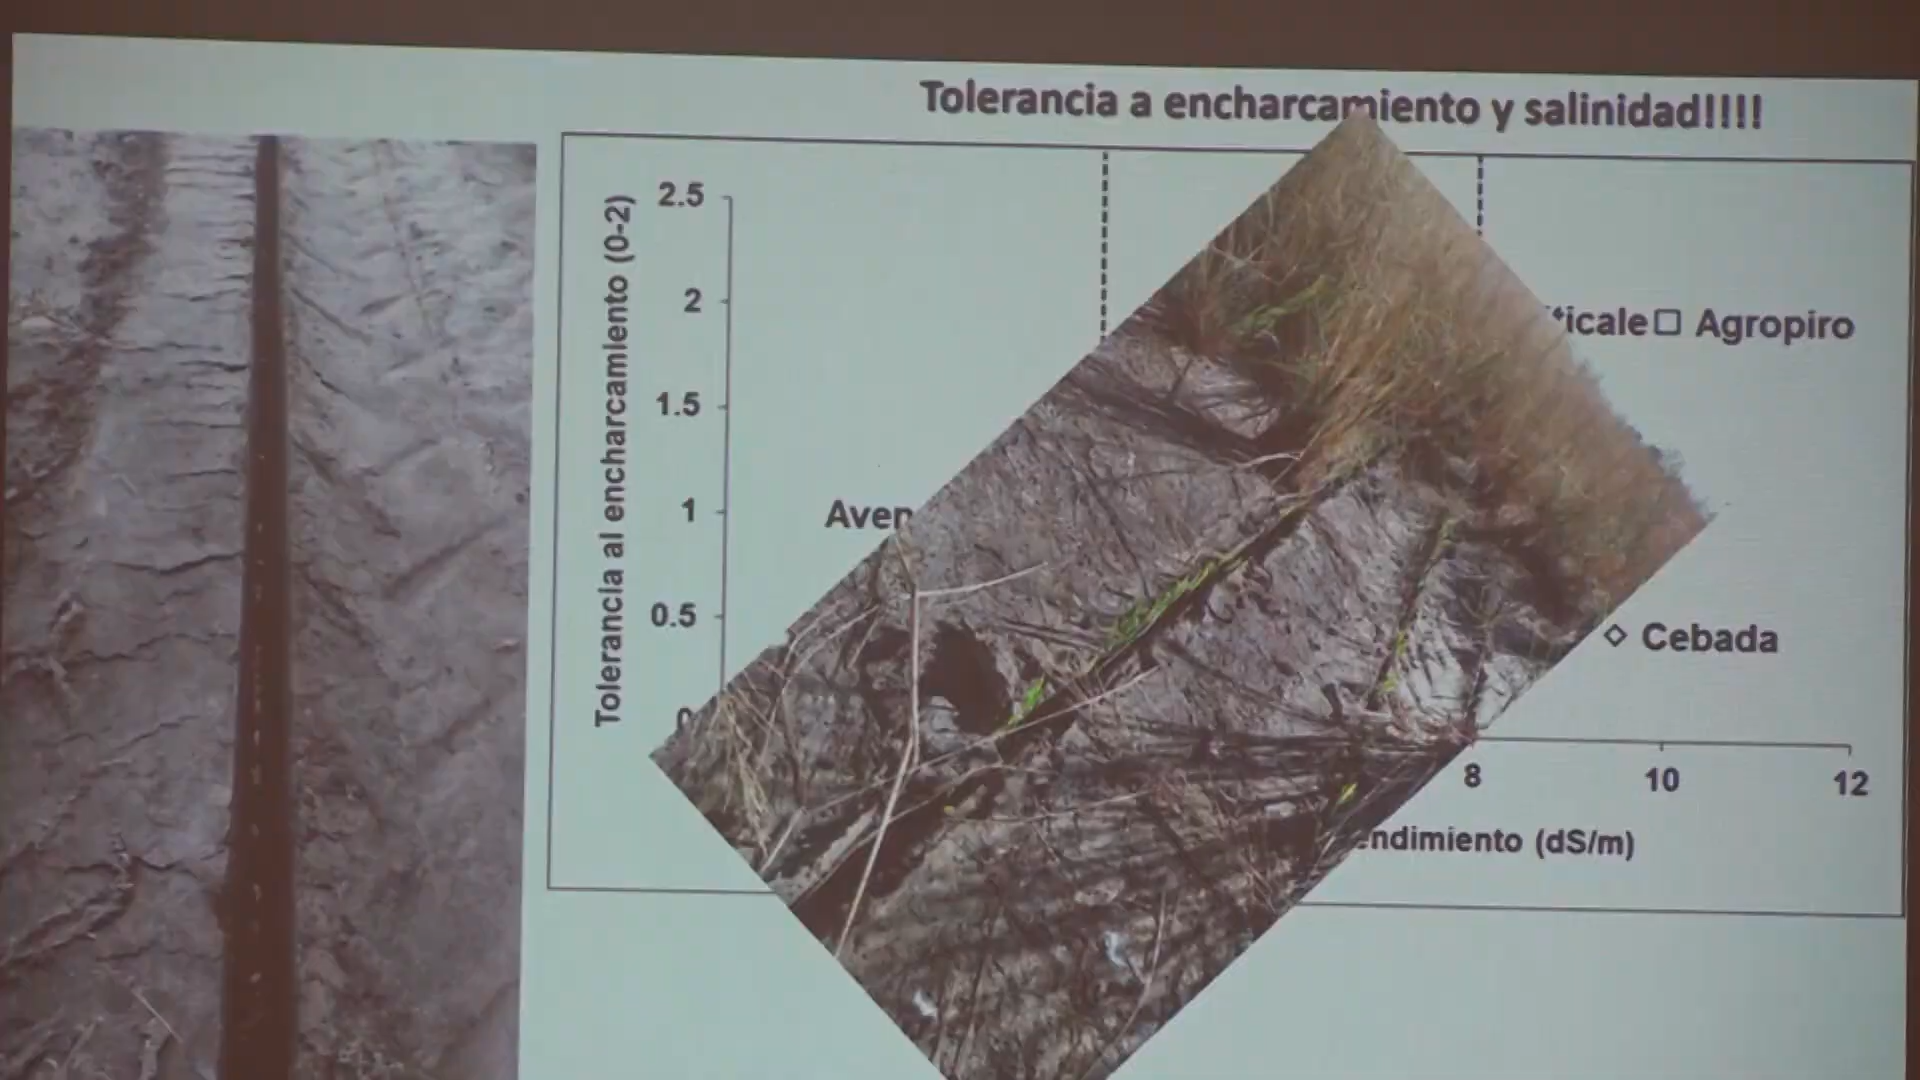 Tolerancia a encharcamiento y salinidad!!!!
Tolerancia al encharcamiento (0-2)
2.5
2
1.5
1
0.5
0
Aven
ticale □ Agropiro
◇ Cebada
8 10 12
endimiento (dS/m)